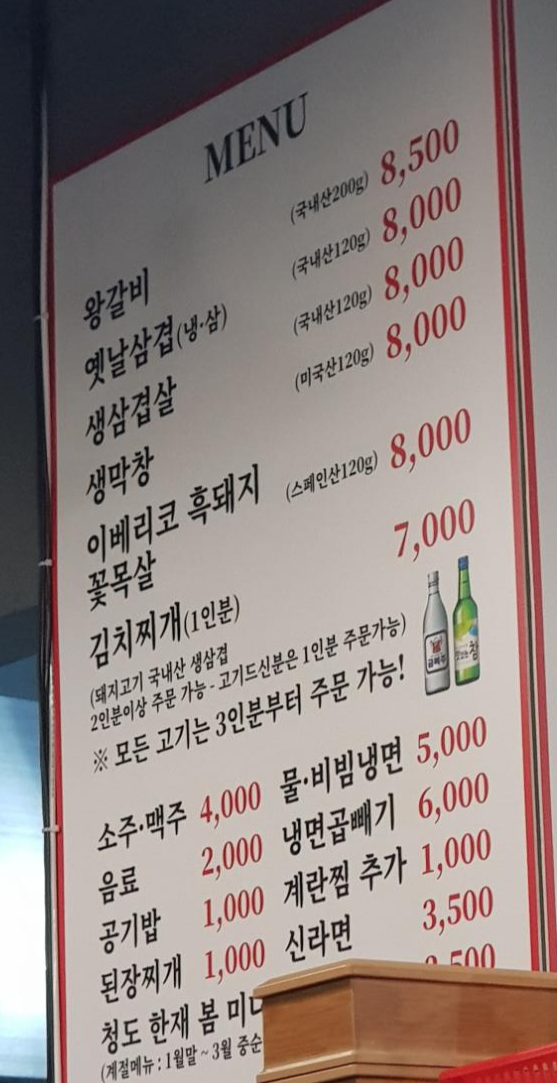 MENU
왕갈비 (국내산200g) 8,500
옛날삼겹(냉·삼) (국내산120g) 8,000
생삼겹살 (국내산120g) 8,000
생막창 (미국산120g) 8,000
이베리코 흑돼지 (스페인산120g) 8,000
꽃목살
김치찌개(1인분) 7,000
(돼지고기 국내산 생삼겹
2인분이상 주문 가능 - 고기드신분은 1인분 주문가능)
※ 모든 고기는 3인분부터 주문 가능!
금복주
참
소주·맥주 4,000 물·비빔냉면 5,000
음료 2,000 냉면곱빼기 6,000
공기밥 1,000 계란찜 추가 1,000
된장찌개 1,000 신라면 3,500
청도 한재 봄
(계절메뉴 : 1월말 ~ 3월 중순